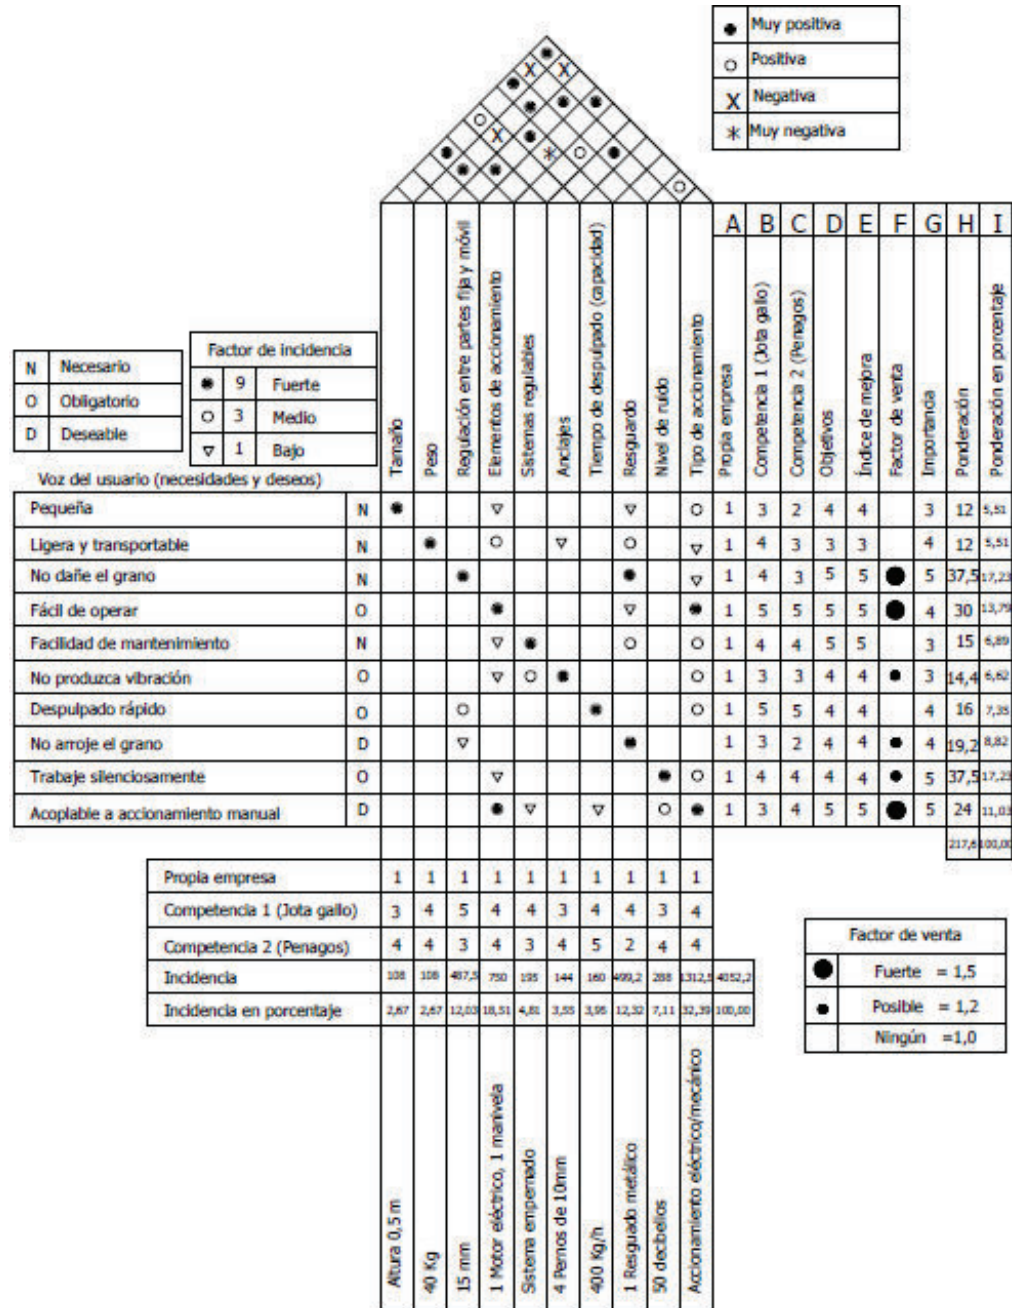 Muy positiva
Positiva
X Negativa
* Muy negativa
A B C D E F G H I
Tamaño
Peso
Regulación entre partes fija y móvil
Elementos de accionamiento
Sistemas regulables
Anclajes
Tiempo de despulpado (capacidad)
Resguardo
Nivel de ruido
Tipo de accionamiento
Propia empresa
Competencia 1 (Jota gallo)
Competencia 2 (Penagos)
Objetivos
Índice de mejora
Factor de venta
Importancia
Ponderación
Ponderación en porcentaje
N Necesario
O Obligatorio
D Deseable
Factor de incidencia
9 Fuerte
3 Medio
1 Bajo
Voz del usuario (necesidades y deseos)
Pequeña N 1 3 2 4 4 3 12 5,51
Ligera y transportable N 1 4 3 3 3 4 12 5,51
No dañe el grano N 1 4 3 5 5 5 37,5 17,23
Fácil de operar O 1 5 5 5 5 4 30 13,79
Facilidad de mantenimiento N 1 4 4 5 5 3 15 6,89
No produzca vibración O 1 3 3 4 4 3 14,4 6,62
Despulpado rápido O 1 5 5 4 4 4 16 7,35
No arroje el grano D 1 3 2 4 4 4 19,2 8,82
Trabaje silenciosamente O 1 4 4 4 4 5 37,5 17,23
Acoplable a accionamiento manual D 1 3 4 5 5 5 24 11,03
217,6 100,00
Propia empresa 1 1 1 1 1 1 1 1 1 1
Competencia 1 (Jota gallo) 3 4 5 4 4 3 4 4 3 4
Competencia 2 (Penagos) 4 4 3 4 3 4 5 2 4 4
Incidencia 108 108 487,5 750 195 144 160 499,2 288 1312,5 4052,2
Incidencia en porcentaje 2,67 2,67 12,03 18,51 4,81 3,55 3,95 12,32 7,11 32,39 100,00
Factor de venta
Fuerte = 1,5
Posible = 1,2
Ningún =1,0
Altura 0,5 m
40 Kg
15 mm
1 Motor eléctrico, 1 manivela
Sistema empernado
4 Pernos de 10mm
400 Kg/h
1 Resguado metálico
50 decibelios
Accionamiento eléctrico/mecánico